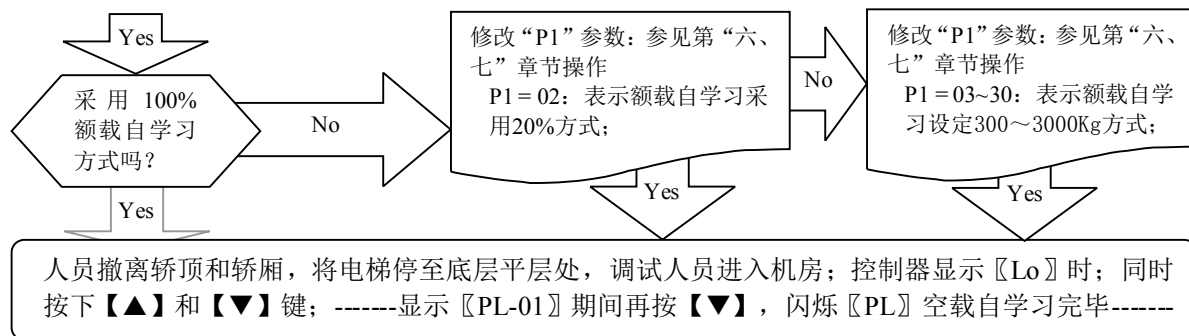 Yes
采用 100%
额载自学习
方式吗？
No
修改“P1”参数：参见第“六、
七”章节操作
P1 = 02：表示额载自学习采
用20%方式；
No
修改“P1”参数：参见第“六、
七”章节操作
P1 = 03~30：表示额载自学
习设定300～3000Kg方式；
Yes
Yes
Yes
人员撤离轿顶和轿厢，将电梯停至底层平层处，调试人员进入机房；控制器显示〖Lo〗时；同时
按下【▲】和【▼】键；-------显示〖PL-01〗期间再按【▼】，闪烁〖PL〗空载自学习完毕-------